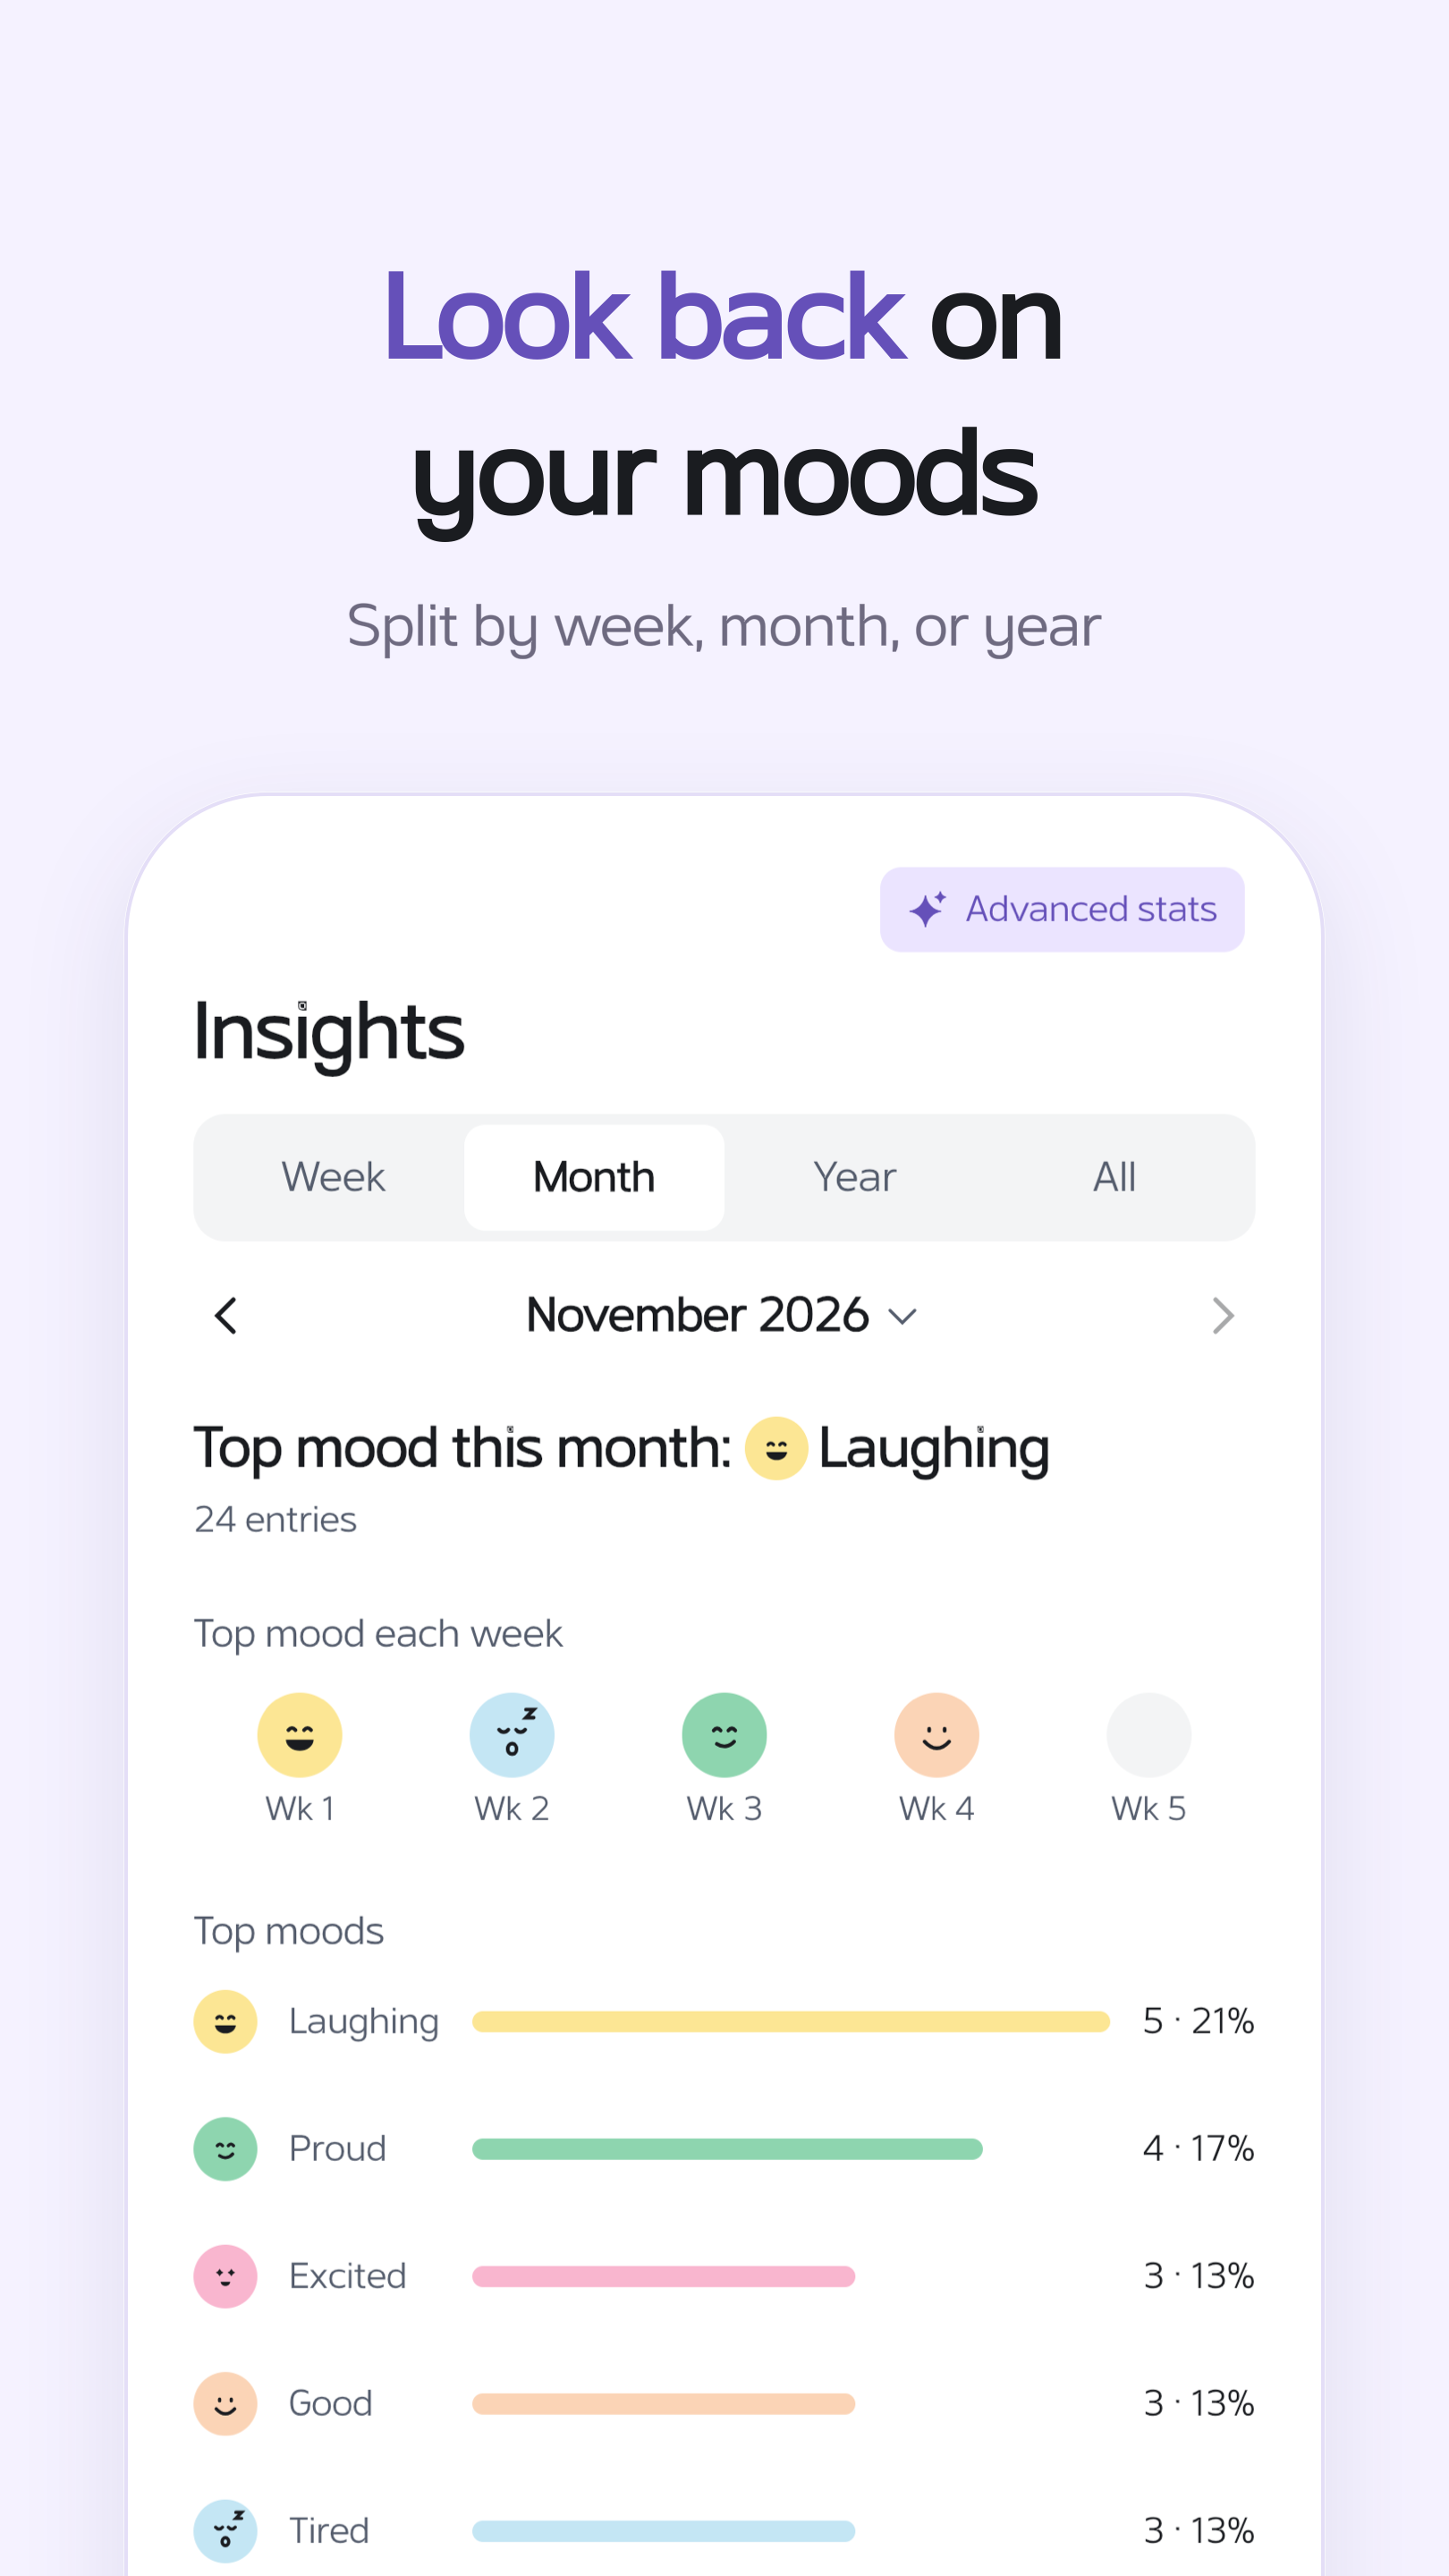 Look back on
your moods
Split by week, month, or year
Advanced stats
Insights
Week Month Year All
November 2026
Top mood this month: Laughing
24 entries
Top mood each week
Wk 1 Wk 2 Wk 3 Wk 4 Wk 5
Top moods
Laughing 5 · 21%
Proud 4 · 17%
Excited 3 · 13%
Good 3 · 13%
Tired 3 · 13%